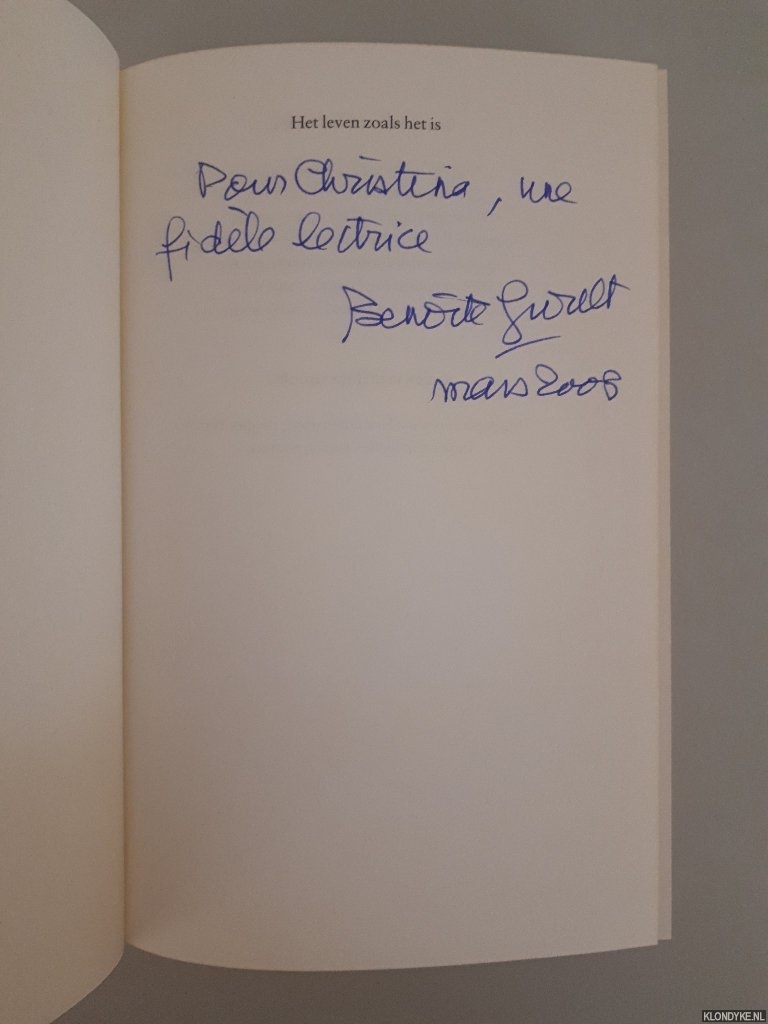 Het leven zoals het is
Pour Christina, une
fidèle lectrice
Benoîte Groult
mars 2008
KLONDYKE.NL